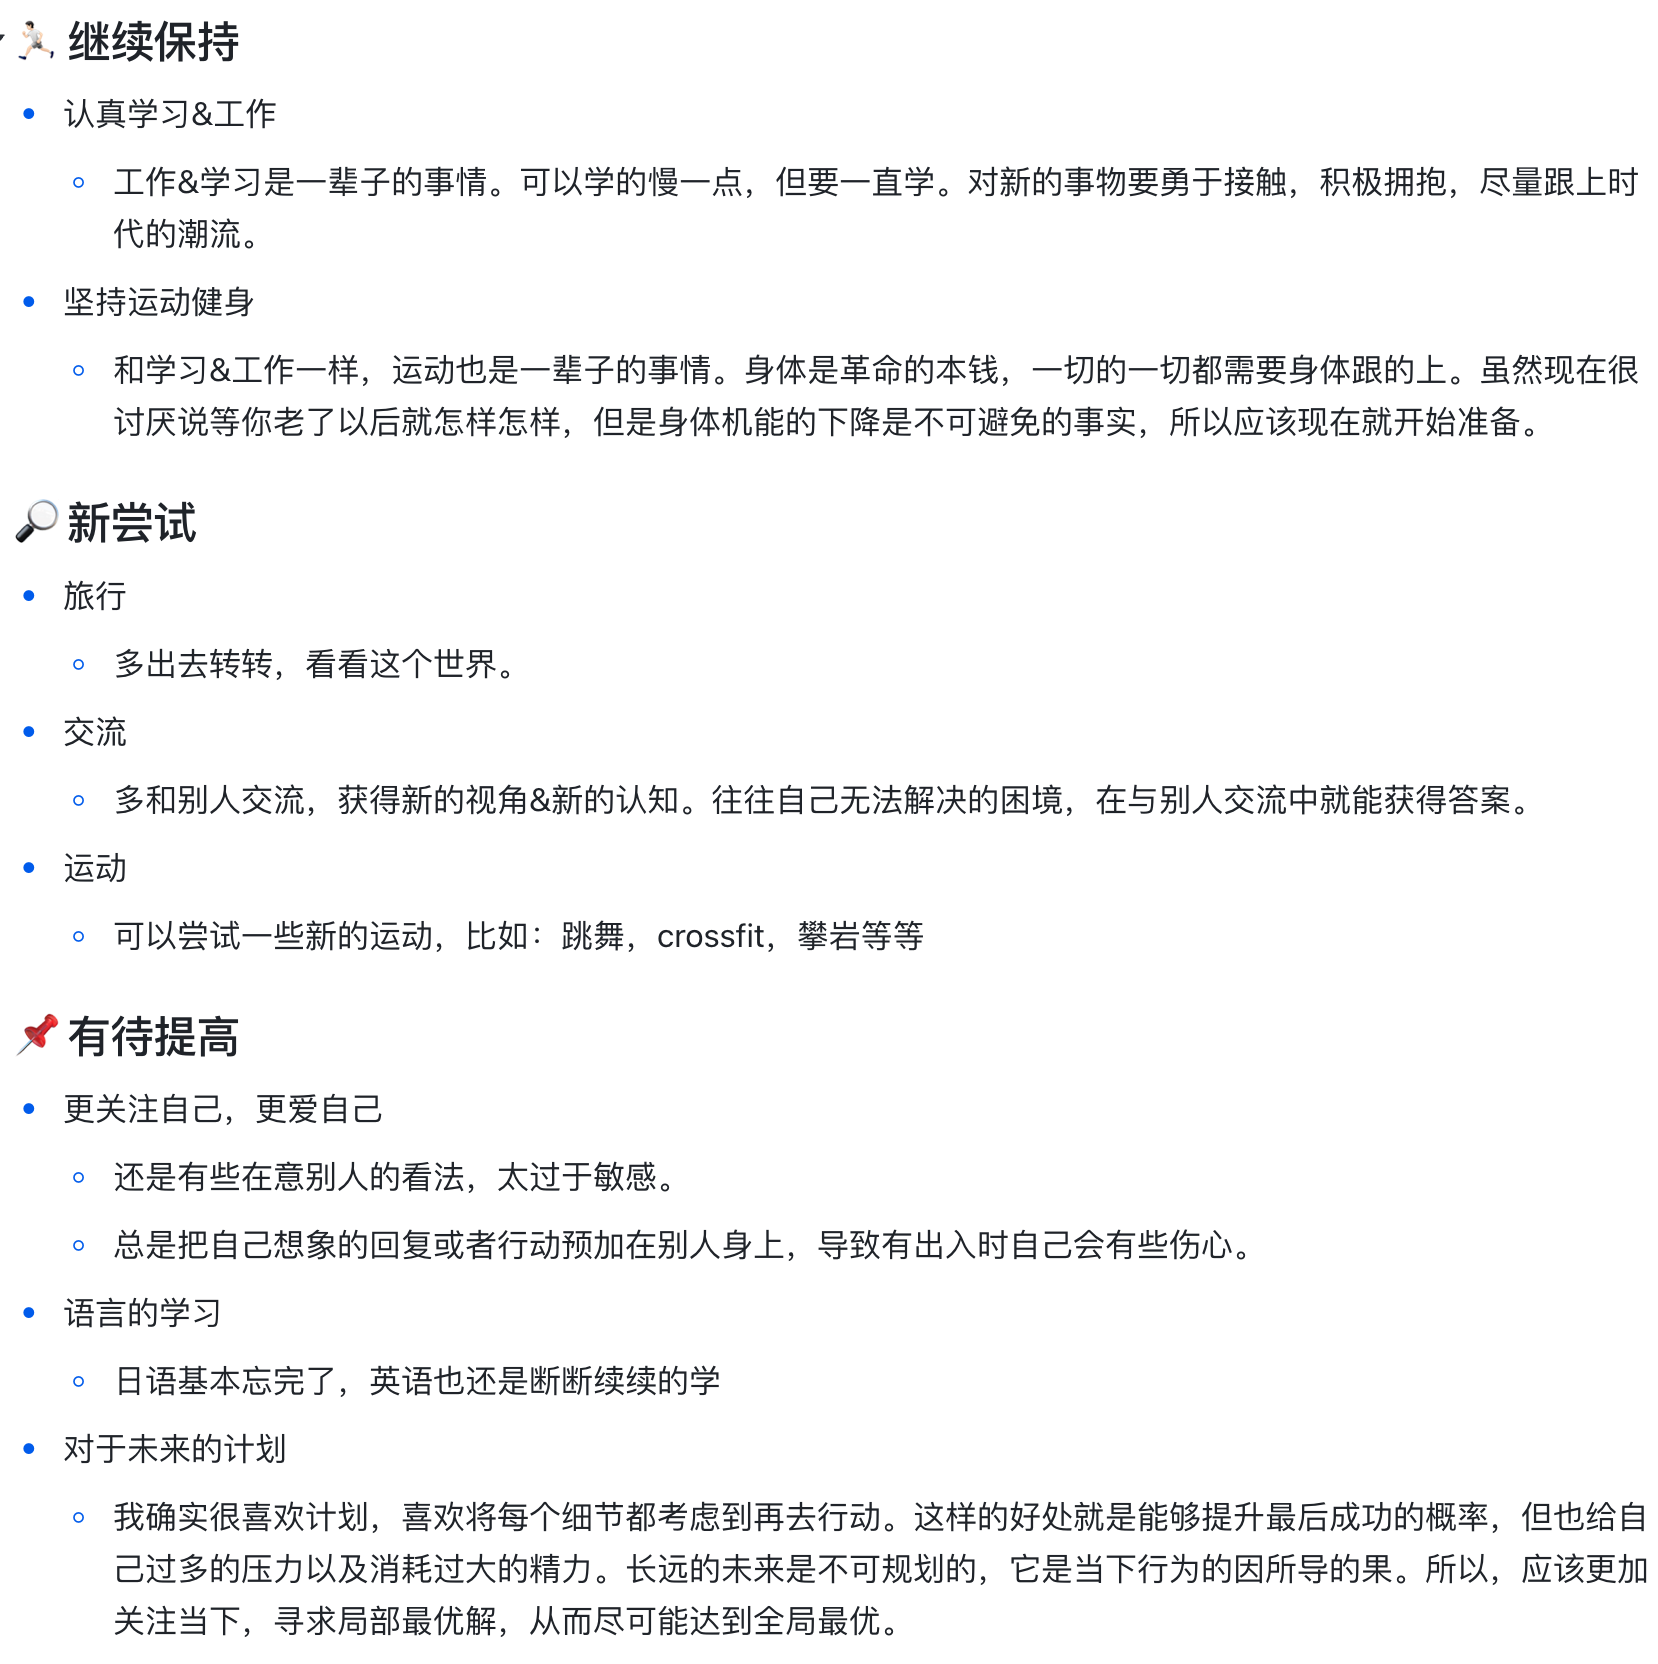 继续保持
认真学习&工作
工作&学习是一辈子的事情。可以学的慢一点，但要一直学。对新的事物要勇于接触，积极拥抱，尽量跟上时
代的潮流。
坚持运动健身
和学习&工作一样，运动也是一辈子的事情。身体是革命的本钱，一切的一切都需要身体跟的上。虽然现在很
讨厌说等你老了以后就怎样怎样，但是身体机能的下降是不可避免的事实，所以应该现在就开始准备。
新尝试
旅行
多出去转转，看看这个世界。
交流
多和别人交流，获得新的视角&新的认知。往往自己无法解决的困境，在与别人交流中就能获得答案。
运动
可以尝试一些新的运动，比如：跳舞，crossfit，攀岩等等
有待提高
更关注自己，更爱自己
还是有些在意别人的看法，太过于敏感。
总是把自己想象的回复或者行动预加在别人身上，导致有出入时自己会有些伤心。
语言的学习
日语基本忘完了，英语也还是断断续续的学
对于未来的计划
我确实很喜欢计划，喜欢将每个细节都考虑到再去行动。这样的好处就是能够提升最后成功的概率，但也给自
己过多的压力以及消耗过大的精力。长远的未来是不可规划的，它是当下行为的因所导的果。所以，应该更加
关注当下，寻求局部最优解，从而尽可能达到全局最优。